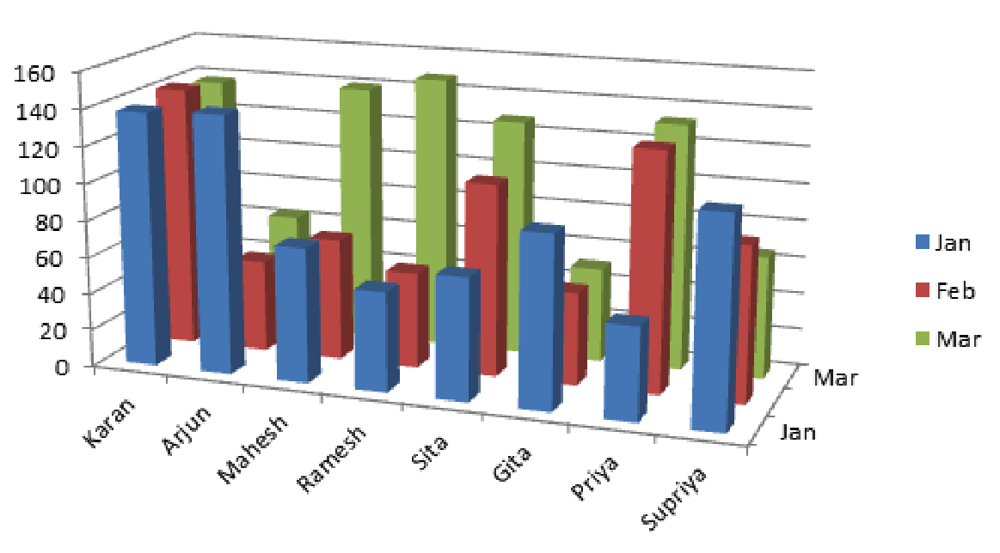 160
140
120
100
80
60
40
20
0
Karan
Arjun
Mahesh
Ramesh
Sita
Gita
Priya
Supriya
Jan
Mar
Jan
Feb
Mar